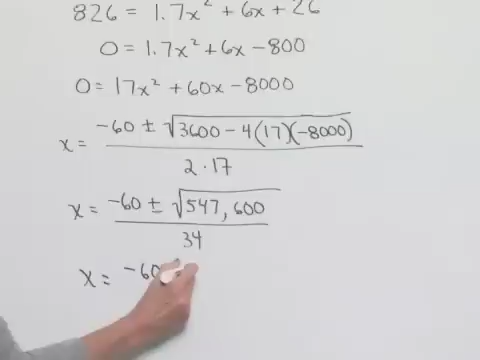 826 = 1.7x² + 6x + 26
0 = 1.7x² + 6x - 800
0 = 17x² + 60x - 8000
x = (-60 ± √(3600 - 4(17)(-8000))) / (2 · 17)
x = (-60 ± √547,600) / 34
x = -60